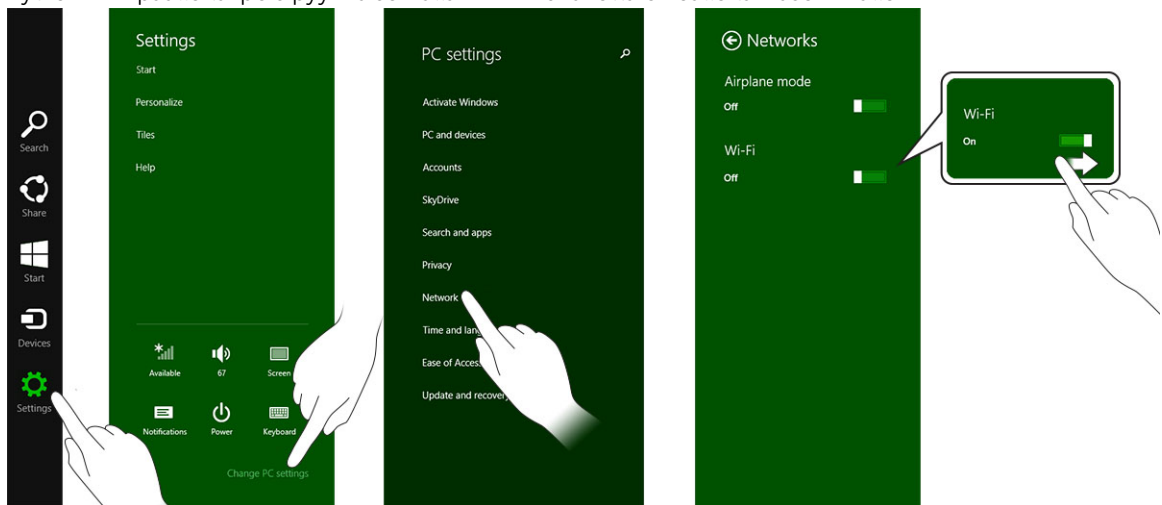 Search
Share
Start
Devices
Settings
Settings
Start
Personalize
Tiles
Help
Available
67
Screen
Notifications
Power
Keyboard
Change PC settings
PC settings
Activate Windows
PC and devices
Accounts
SkyDrive
Search and apps
Privacy
Network
Time and
Ease of
Update and
Networks
Airplane mode
Off
Wi-Fi
Off
Wi-Fi
On